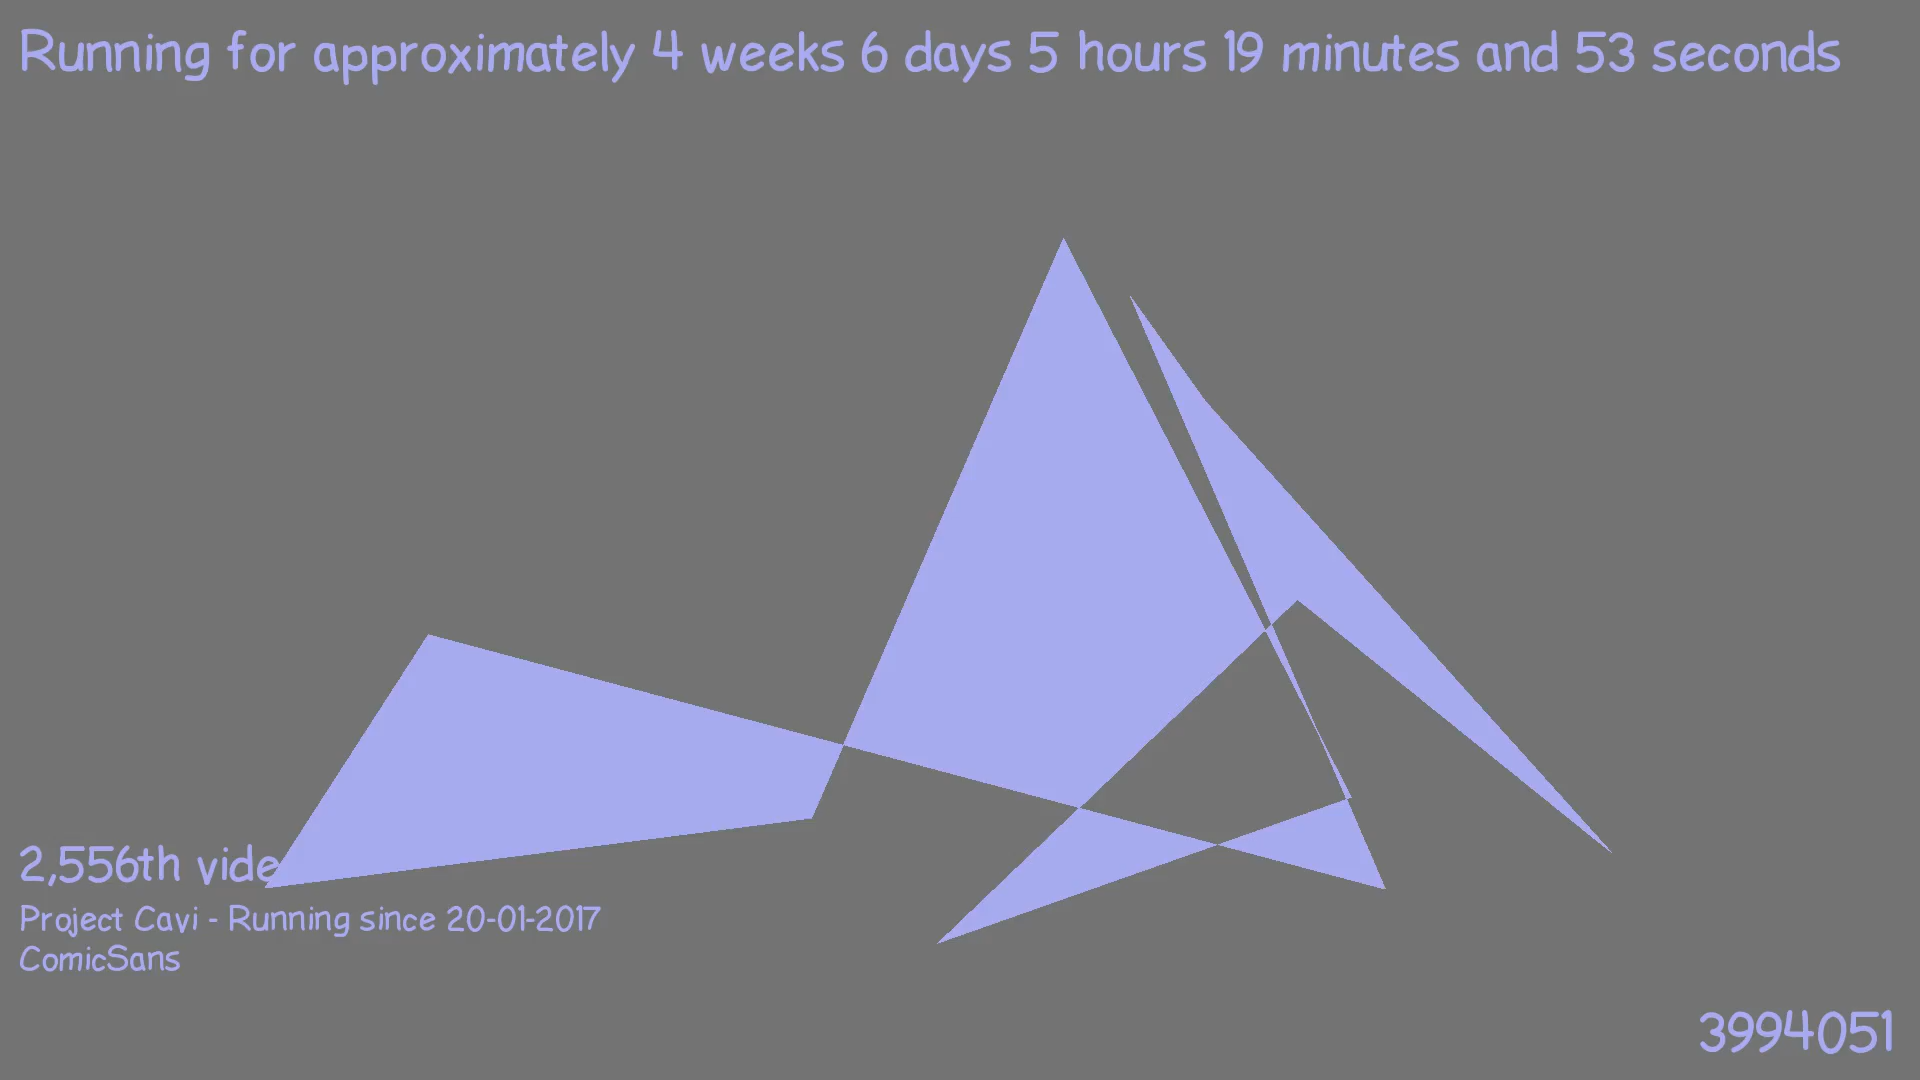 Running for approximately 4 weeks 6 days 5 hours 19 minutes and 53 seconds
2,556th vide
Project Cavi - Running since 20-01-2017
ComicSans
3994051